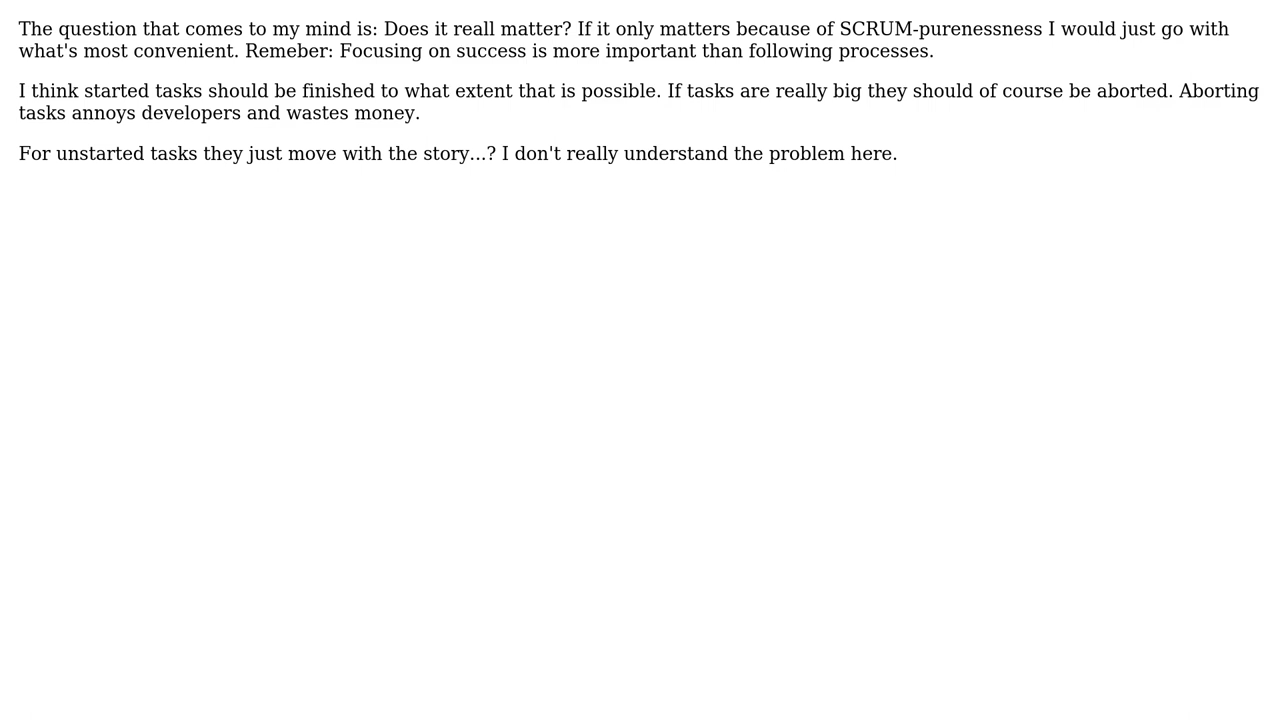 The question that comes to my mind is: Does it reall matter? If it only matters because of SCRUM-purenessness I would just go with
what's most convenient. Remeber: Focusing on success is more important than following processes.
I think started tasks should be finished to what extent that is possible. If tasks are really big they should of course be aborted. Aborting
tasks annoys developers and wastes money.
For unstarted tasks they just move with the story...? I don't really understand the problem here.